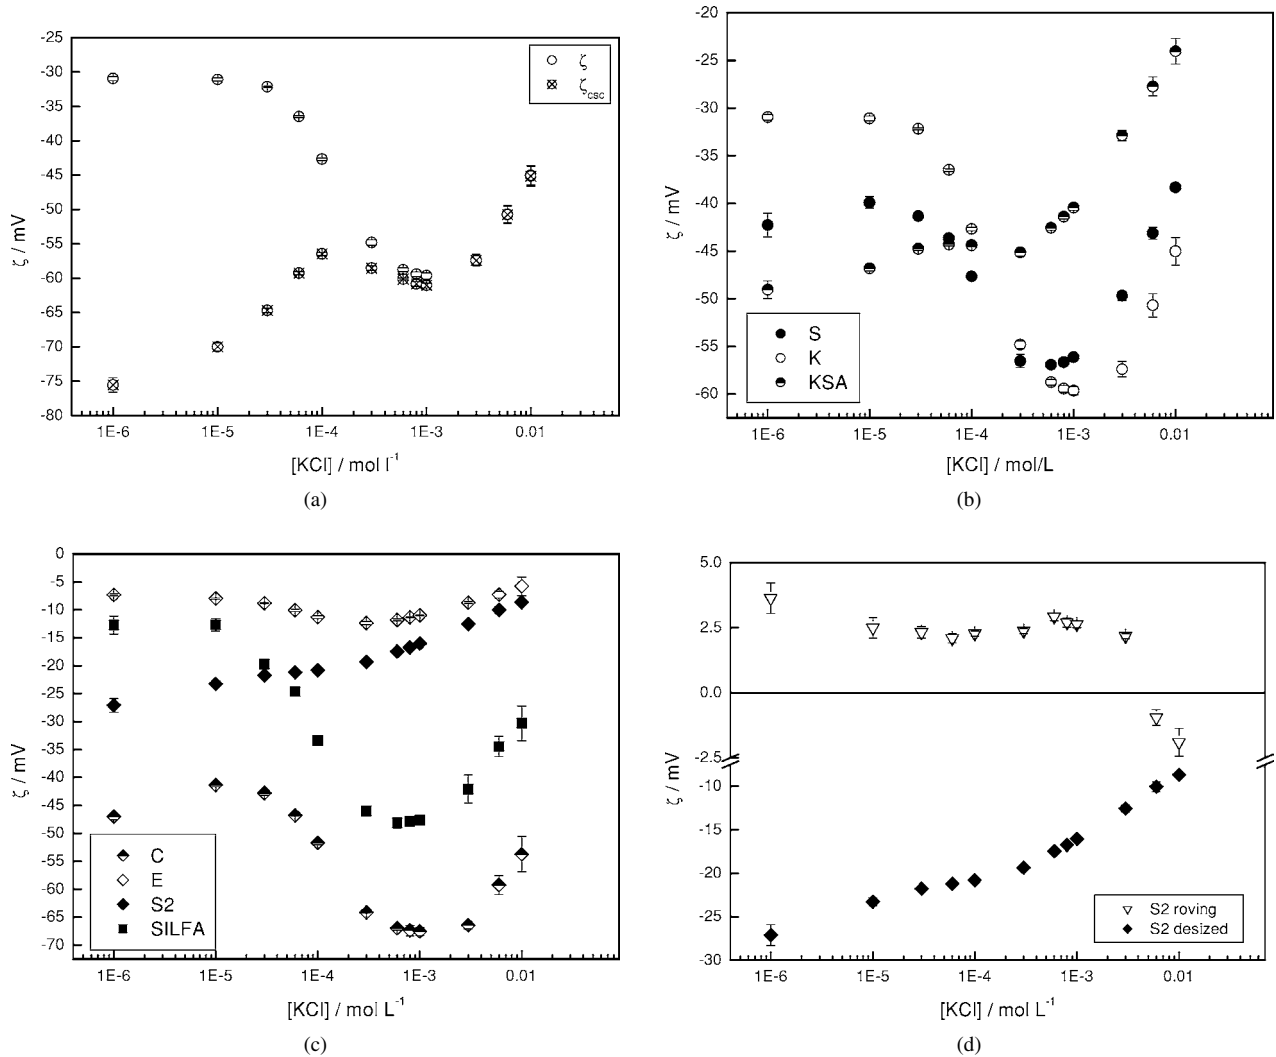 -25
-30
-35
-40
-45
-50
-55
-60
-65
-70
-75
-80
ζ / mV
ζ
ζcsc
1E-6 1E-5 1E-4 1E-3 0.01
[KCl] / mol l-1
(a)
-20
-25
-30
-35
-40
-45
-50
-55
-60
ζ / mV
S
K
KSA
1E-6 1E-5 1E-4 1E-3 0.01
[KCl] / mol/L
(b)
0
-5
-10
-15
-20
-25
-30
-35
-40
-45
-50
-55
-60
-65
-70
ζ / mV
C
E
S2
SILFA
1E-6 1E-5 1E-4 1E-3 0.01
[KCl] / mol L-1
(c)
5.0
2.5
0.0
-2.5
-10
-15
-20
-25
-30
ζ / mV
S2 roving
S2 desized
1E-6 1E-5 1E-4 1E-3 0.01
[KCl] / mol L-1
(d)